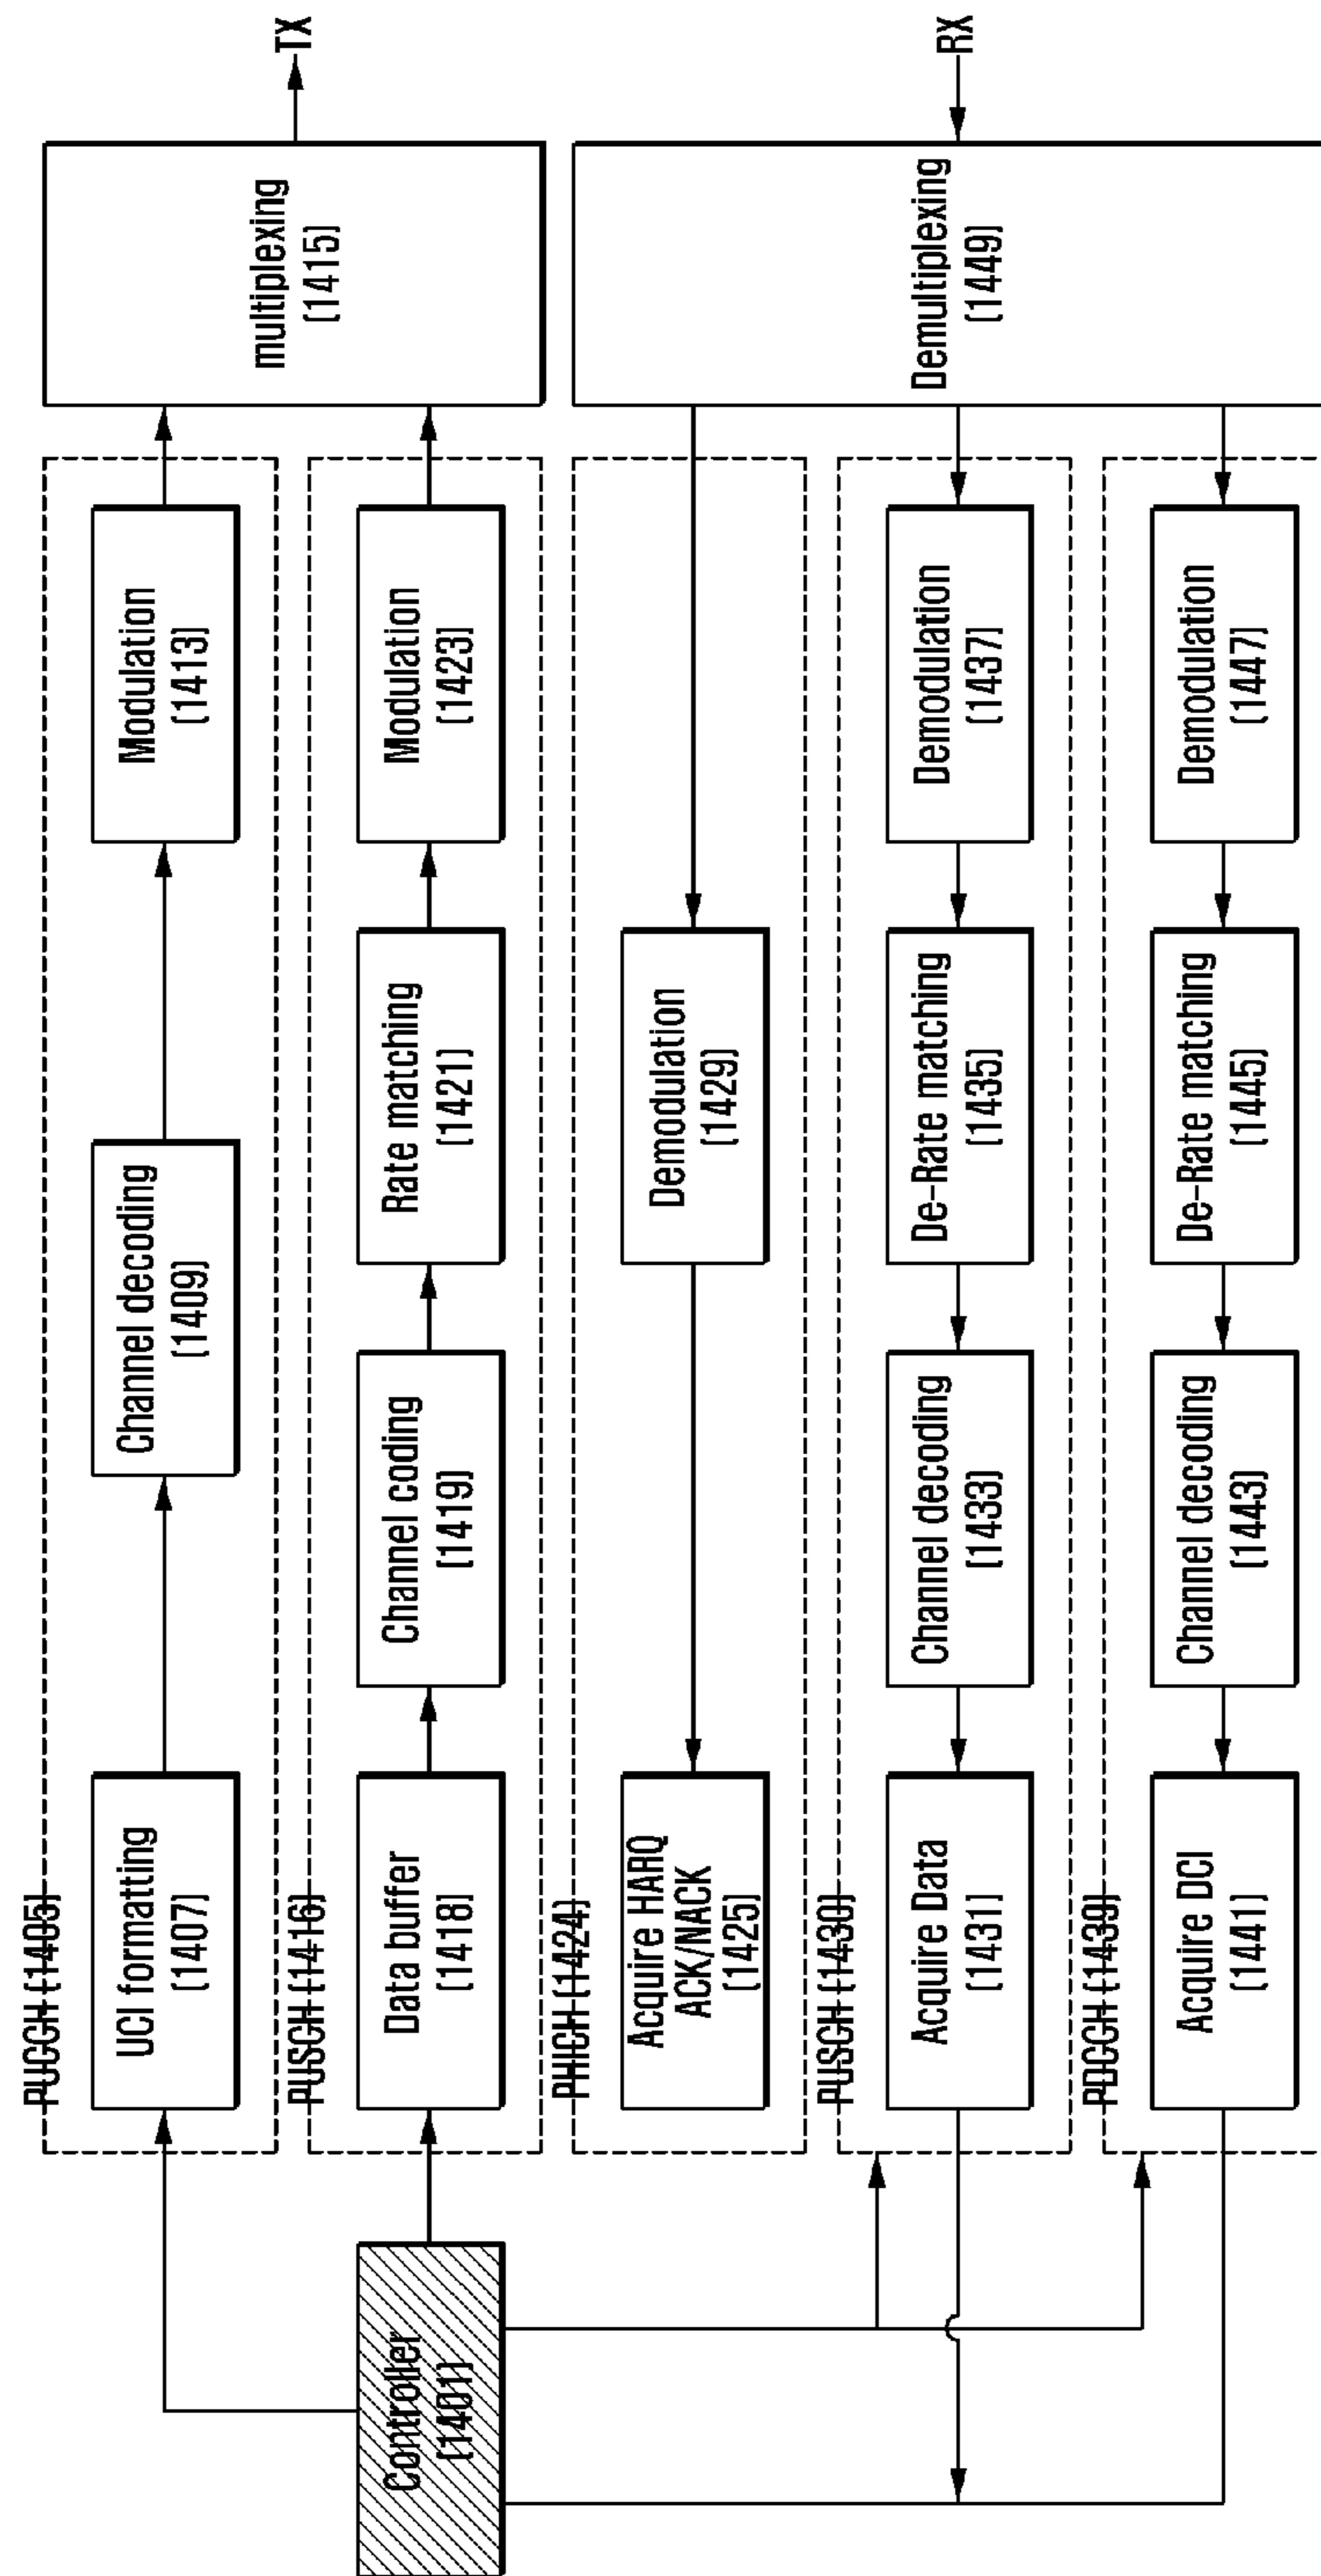 PUCCH (1405)
UCI formatting
(1407)
Channel decoding
(1409)
Modulation
(1413)
multiplexing
(1415)
TX
Controller
(1401)
PUSCH (1416)
Data buffer
(1418)
Channel coding
(1419)
Rate matching
(1421)
Modulation
(1423)
PHICH (1424)
Acquire HARQ
ACK/NACK
(1425)
Demodulation
(1429)
Demultiplexing
(1449)
RX
PUSCH (1430)
Acquire Data
(1431)
Channel decoding
(1433)
De-Rate matching
(1435)
Demodulation
(1437)
PDCCH (1439)
Acquire DCI
(1441)
Channel decoding
(1443)
De-Rate matching
(1445)
Demodulation
(1447)